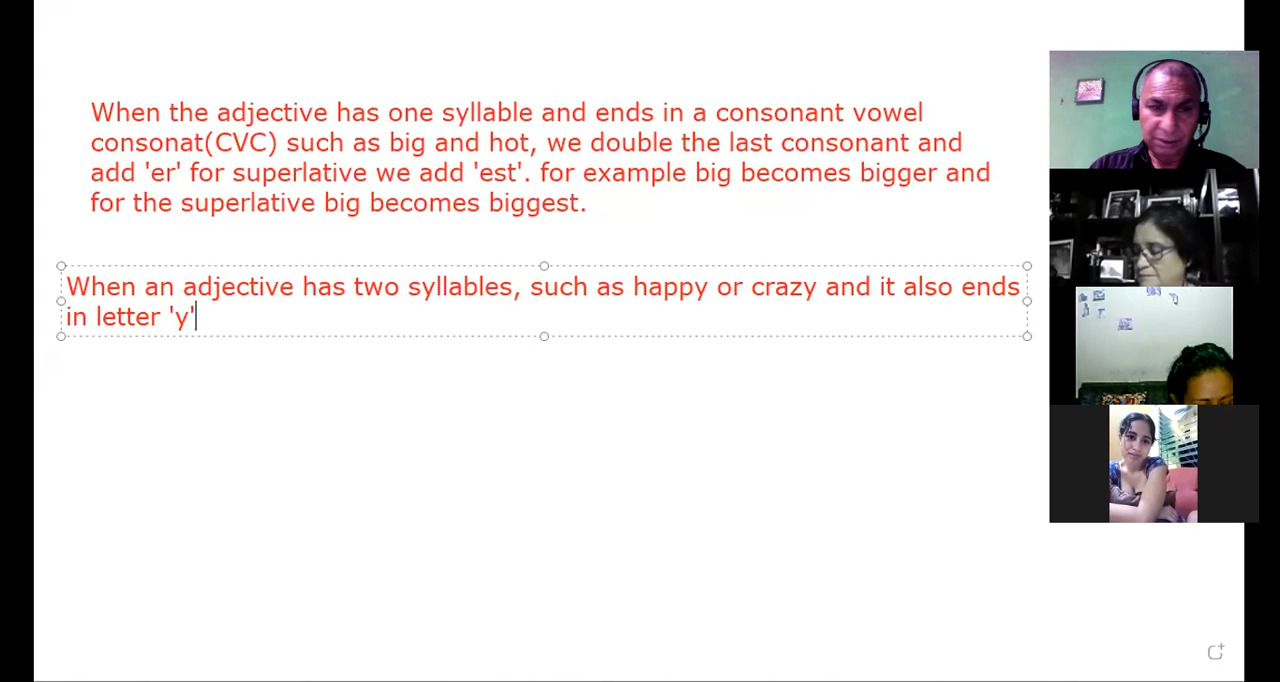 When the adjective has one syllable and ends in a consonant vowel
consonat(CVC) such as big and hot, we double the last consonant and
add 'er' for superlative we add 'est'. for example big becomes bigger and
for the superlative big becomes biggest.
When an adjective has two syllables, such as happy or crazy and it also ends
in letter 'y'